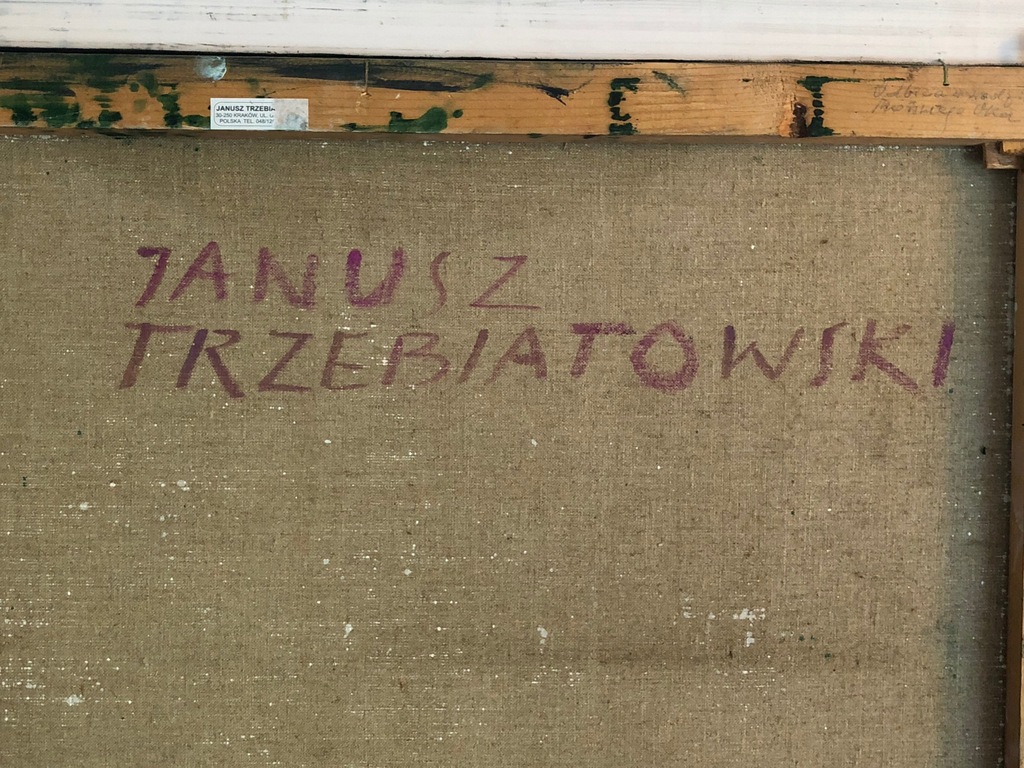 JANUSZ TRZEBIA
30-250 KRAKÓW. UL.
POLSKA. TEL. 048/12
JANUSZ
TRZEBIATOWSKI